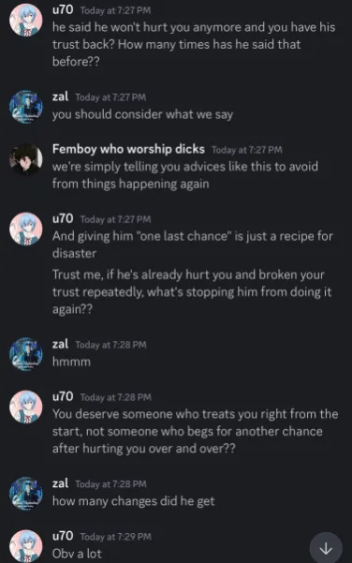 u70 Today at 7:27 PM
he said he won't hurt you anymore and you have his
trust back? How many times has he said that
before??
zal Today at 7:27 PM
you should consider what we say
Femboy who worship dicks Today at 7:27 PM
we're simply telling you advices like this to avoid
from things happening again
u70 Today at 7:27 PM
And giving him "one last chance" is just a recipe for
disaster
Trust me, if he's already hurt you and broken your
trust repeatedly, what's stopping him from doing it
again??
zal Today at 7:28 PM
hmmm
u70 Today at 7:28 PM
You deserve someone who treats you right from the
start, not someone who begs for another chance
after hurting you over and over??
zal Today at 7:28 PM
how many changes did he get
u70 Today at 7:29 PM
Obv a lot